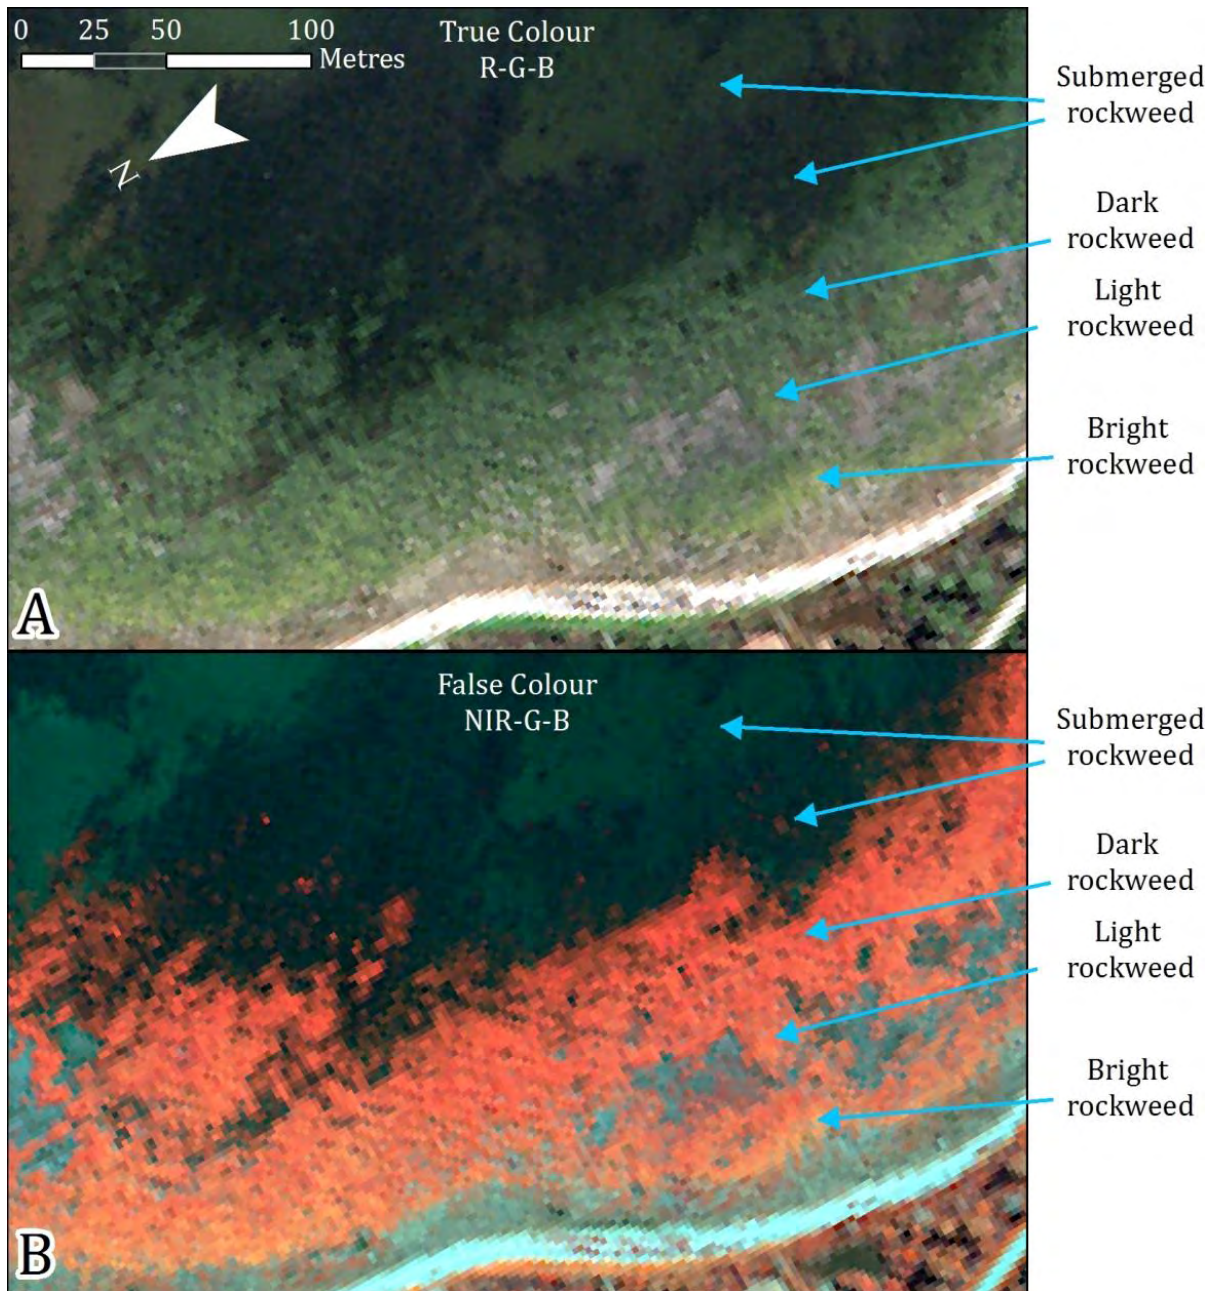 0 25 50 100
Metres
True Colour
R-G-B
N
Submerged
rockweed
Dark
rockweed
Light
rockweed
Bright
rockweed
A
False Colour
NIR-G-B
Submerged
rockweed
Dark
rockweed
Light
rockweed
Bright
rockweed
B